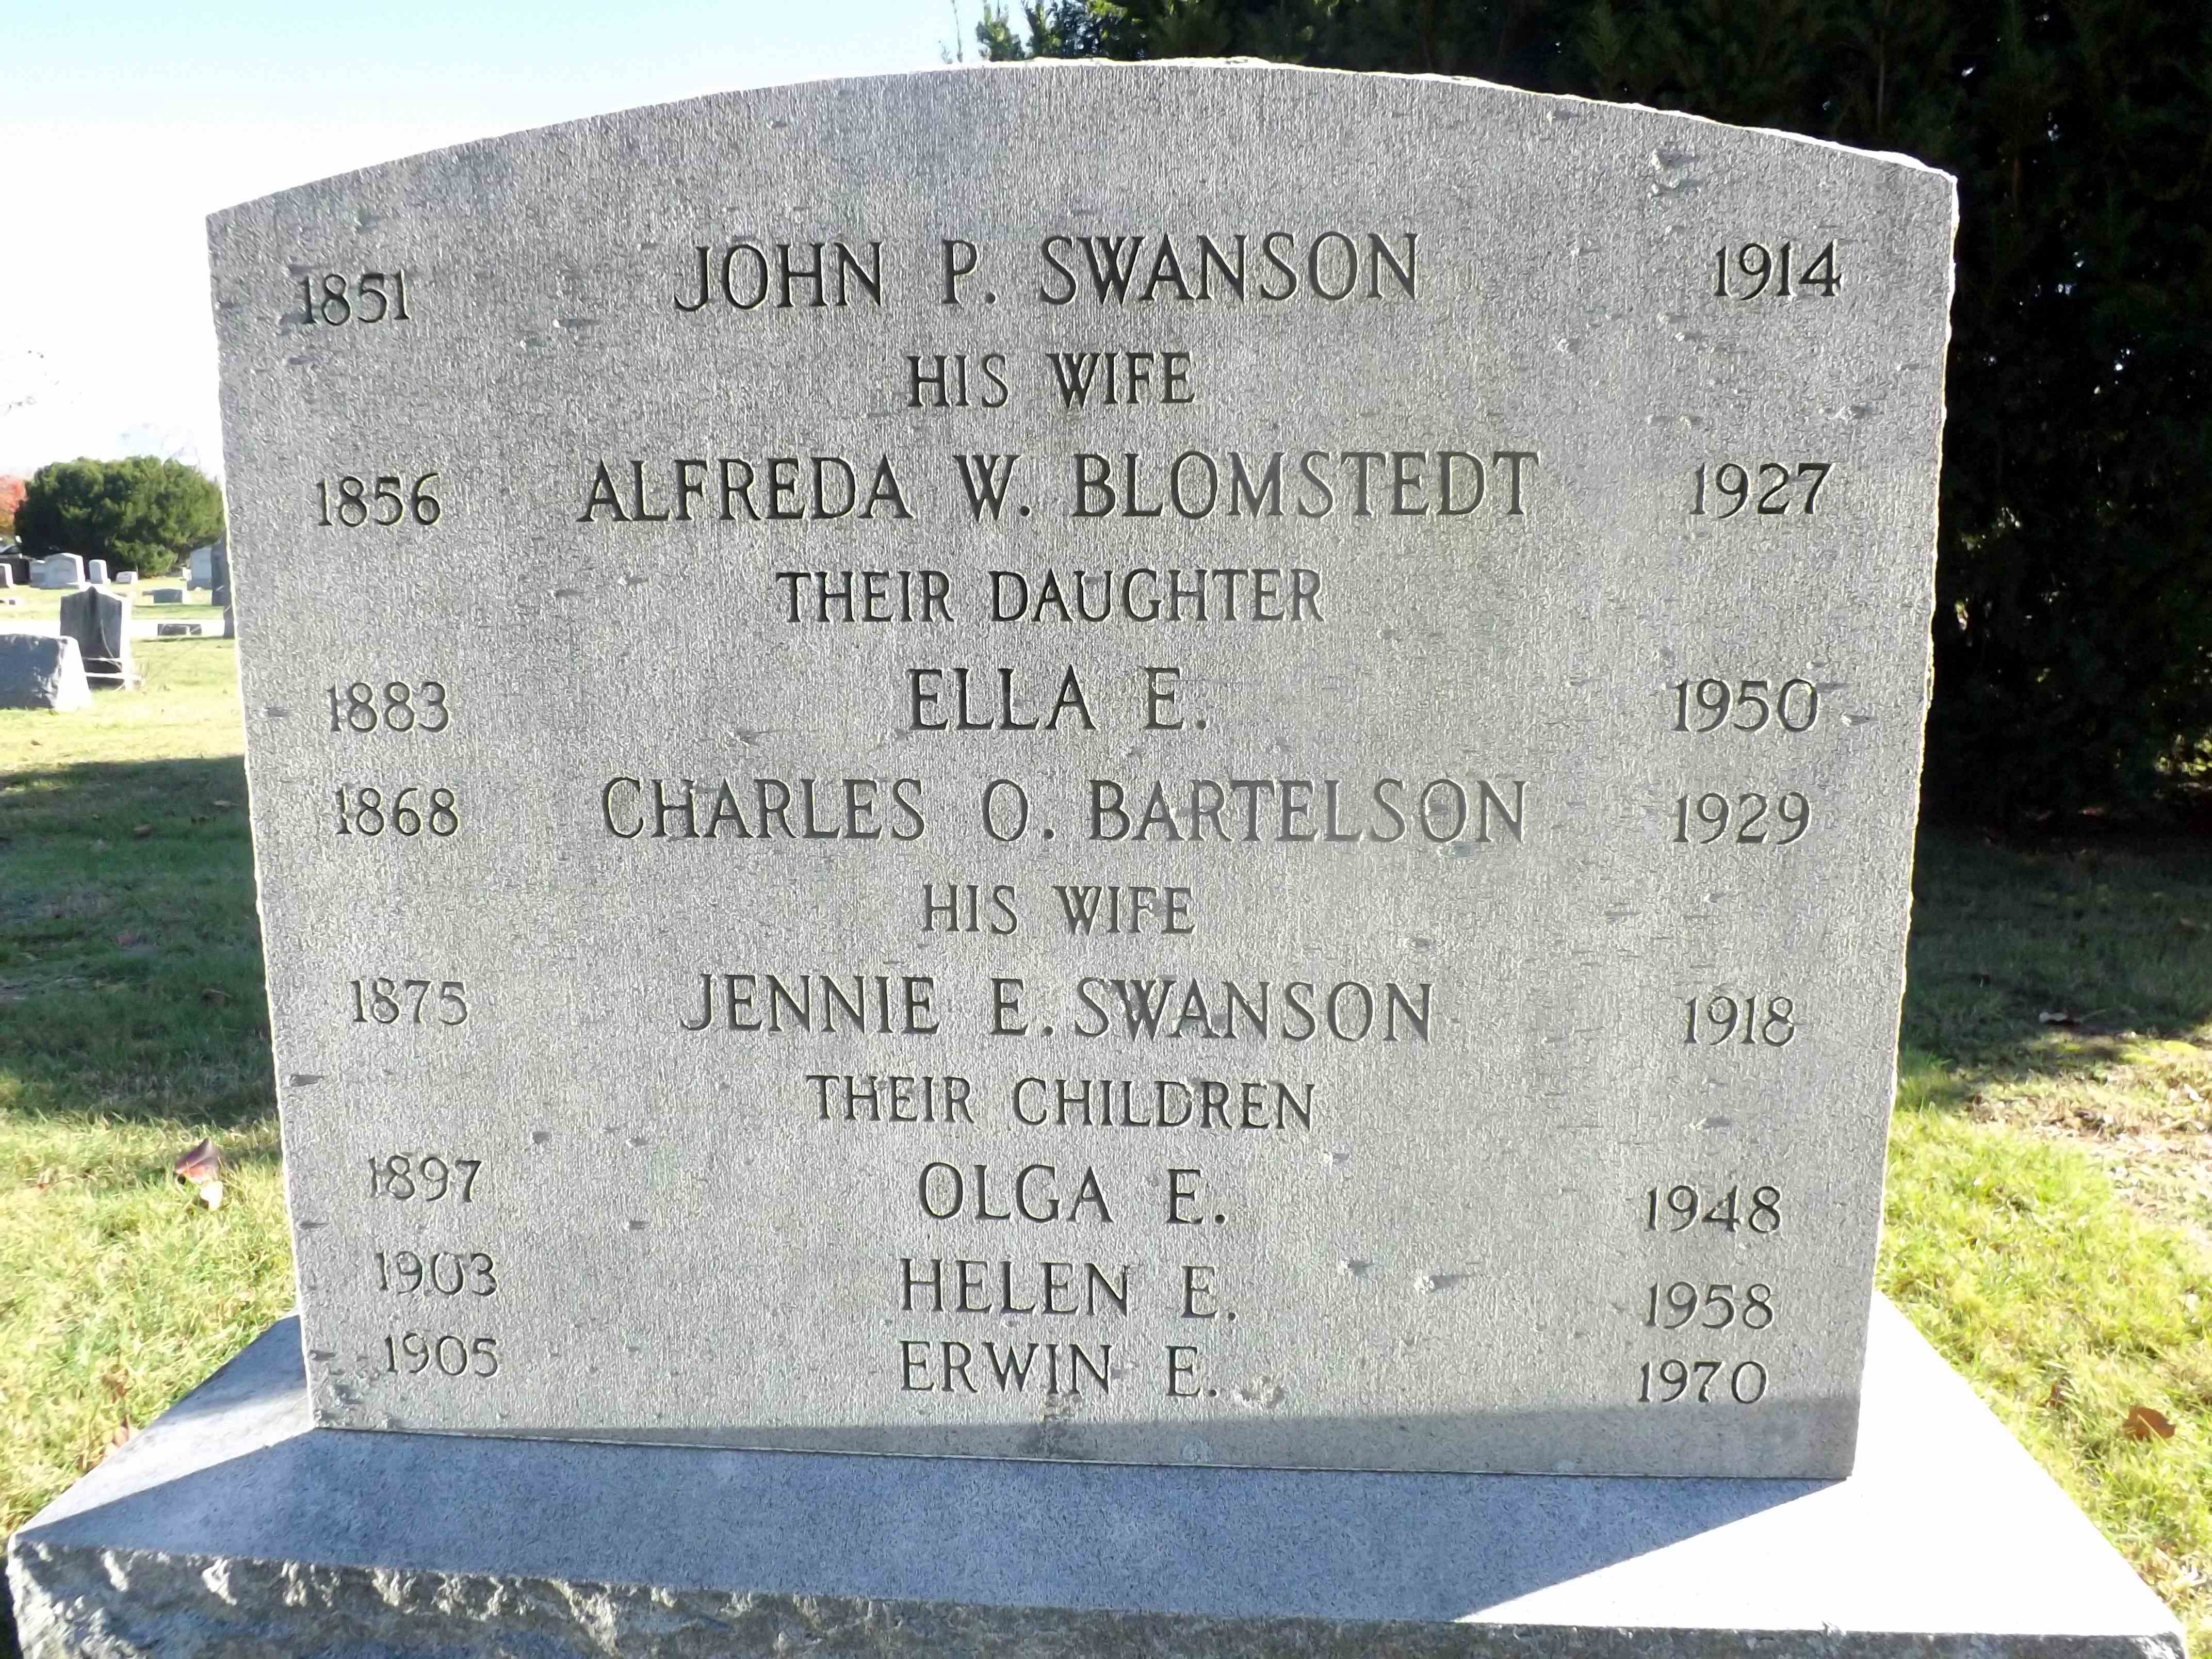 1851 JOHN P. SWANSON 1914
HIS WIFE
1856 ALFREDA W. BLOMSTEDT 1927
THEIR DAUGHTER
1883 ELLA E. 1950
1868 CHARLES O. BARTELSON 1929
HIS WIFE
1875 JENNIE E. SWANSON 1918
THEIR CHILDREN
1897 OLGA E. 1948
1903 HELEN E. 1958
1905 ERWIN E. 1970